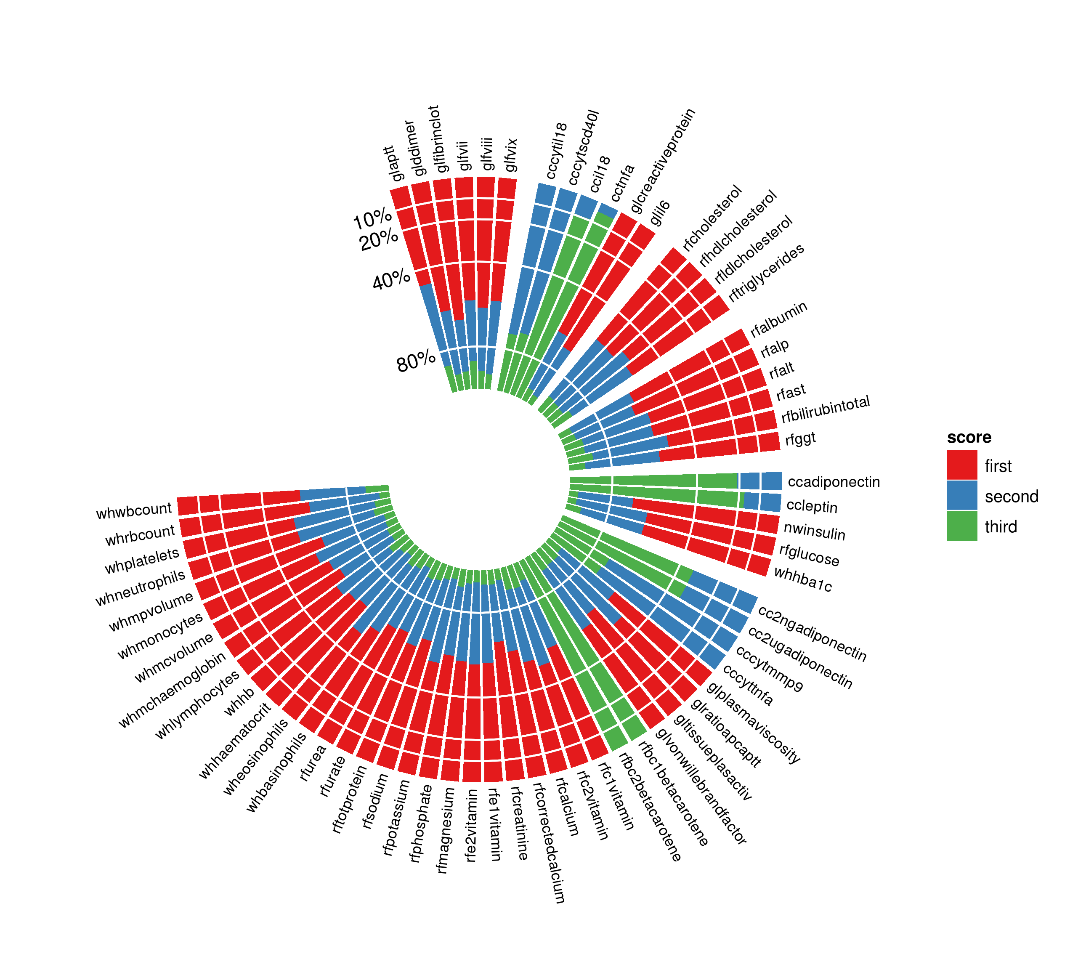 glaptt
glddimer
glfibrinclot
glfvii
glfviii
glfvix
cccytil18
cccytscd40l
ccil18
cctnfa
glcreactiveprotein
glil6
rfcholesterol
rfhdlcholesterol
rfldlcholesterol
rftriglycerides
rfalbumin
rfalp
rfalt
rfast
rfbilirubintotal
rfggt
ccadiponectin
ccleptin
nwinsulin
rfglucose
whhba1c
cc2ngadiponectin
cc2ugadiponectin
cccytmmp9
cccyttnfa
glplasmaviscosity
glratioapcaptt
gltissueplasactiv
glvonwillebrandfactor
rfbc1betacarotene
rfbc2betacarotene
rfc1vitamin
rfc2vitamin
rfcalcium
rfcorrectedcalcium
rfcreatinine
rfe1vitamin
rfe2vitamin
rfmagnesium
rfphosphate
rfpotassium
rfsodium
rftotprotein
rfurate
rfurea
whbasinophils
wheosinophils
whhaematocrit
whhb
whlymphocytes
whmchaemoglobin
whmcvolume
whmonocytes
whmpvolume
whneutrophils
whplatelets
whrbcount
whwbcount
10%
20%
40%
80%
score
first
second
third